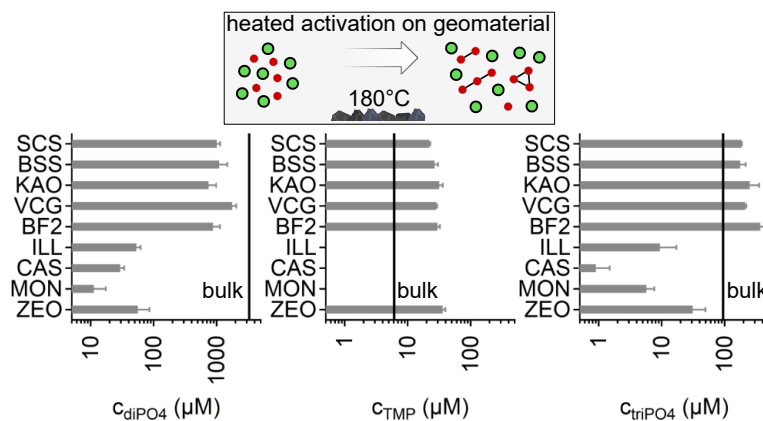 heated activation on geomaterial
180°C
SCS
BSS
KAO
VCG
BF2
ILL
CAS
MON
ZEO
bulk
10 100 1000
c_diPO4 (µM)
SCS
BSS
KAO
VCG
BF2
ILL
CAS
MON
ZEO
bulk
1 10 100
c_TMP (µM)
SCS
BSS
KAO
VCG
BF2
ILL
CAS
MON
ZEO
bulk
1 10 100
c_triPO4 (µM)